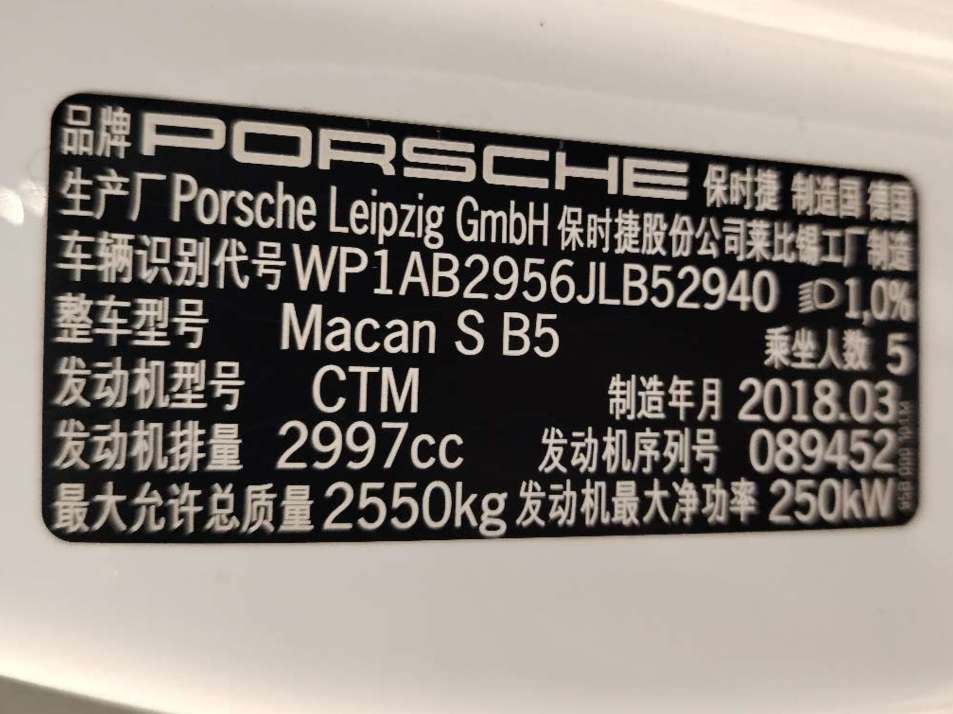 品牌 PORSCHE 保时捷 制造国 德国
生产厂 Porsche Leipzig GmbH 保时捷股份公司莱比锡工厂制造
车辆识别代号 WP1AB2956JLB52940 1,0%
整车型号 Macan S B5 乘坐人数 5
发动机型号 CTM 制造年月 2018.03
发动机排量 2997cc 发动机序列号 089452
最大允许总质量 2550kg 发动机最大净功率 250kW